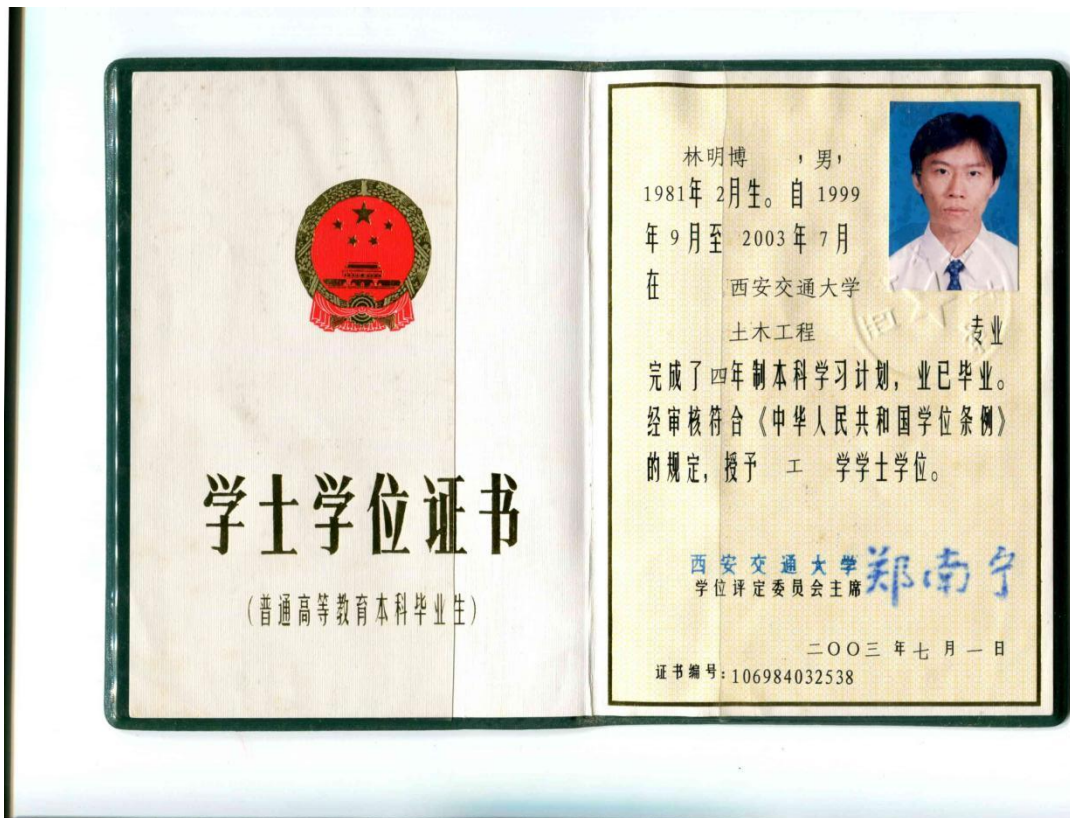 学士学位证书
(普通高等教育本科毕业生)
林明博 ，男，
1981年 2月生。自 1999
年 9 月至 2003 年 7 月
在 西安交通大学
土木工程 专业
完成了四年制本科学习计划，业已毕业。
经审核符合《中华人民共和国学位条例》
的规定，授予 工 学学士学位。
西安交通大学
学位评定委员会主席 郑南宁
二〇〇三 年 七 月 一 日
证书编号：106984032538